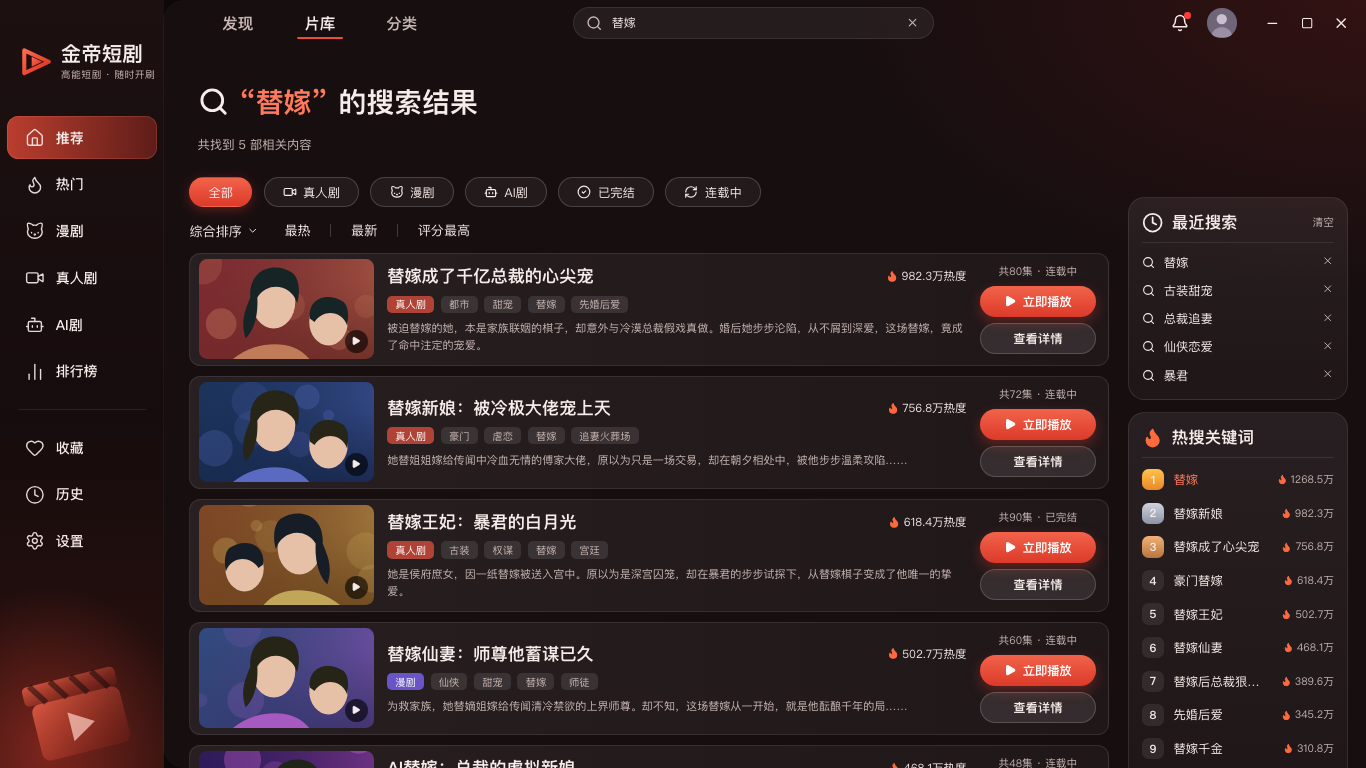 金帝短剧
高能短剧 · 随时开刷
推荐
热门
漫剧
真人剧
AI剧
排行榜
收藏
历史
设置
发现
片库
分类
替嫁
“替嫁” 的搜索结果
共找到 5 部相关内容
全部
真人剧
漫剧
AI剧
已完结
连载中
综合排序
最热
最新
评分最高
替嫁成了千亿总裁的心尖宠
982.3万热度
真人剧
都市
甜宠
替嫁
先婚后爱
被迫替嫁的她，本是家族联姻的棋子，却意外与冷漠总裁假戏真做。婚后她步步沦陷，从不屑到深爱，这场替嫁，竟成
了命中注定的宠爱。
共80集 · 连载中
立即播放
查看详情
替嫁新娘：被冷极大佬宠上天
756.8万热度
真人剧
豪门
虐恋
替嫁
追妻火葬场
她替姐姐嫁给传闻中冷血无情的傅家大佬，原以为只是一场交易，却在朝夕相处中，被他步步温柔攻陷……
共72集 · 连载中
立即播放
查看详情
替嫁王妃：暴君的白月光
618.4万热度
真人剧
古装
权谋
替嫁
宫廷
她是侯府庶女，因一纸替嫁被送入宫中。原以为是深宫囚笼，却在暴君的步步试探下，从替嫁棋子变成了他唯一的挚
爱。
共90集 · 已完结
立即播放
查看详情
替嫁仙妻：师尊他蓄谋已久
502.7万热度
漫剧
仙侠
甜宠
替嫁
师徒
为救家族，她替嫡姐嫁给传闻清冷禁欲的上界师尊。却不知，这场替嫁从一开始，就是他酝酿千年的局……
共60集 · 连载中
立即播放
查看详情
AI替嫁：总裁的虚拟新娘
468.1万热度
共48集 · 连载中
最近搜索
清空
替嫁
古装甜宠
总裁追妻
仙侠恋爱
暴君
热搜关键词
1 替嫁 1268.5万
2 替嫁新娘 982.3万
3 替嫁成了心尖宠 756.8万
4 豪门替嫁 618.4万
5 替嫁王妃 502.7万
6 替嫁仙妻 468.1万
7 替嫁后总裁狠… 389.6万
8 先婚后爱 345.2万
9 替嫁千金 310.8万